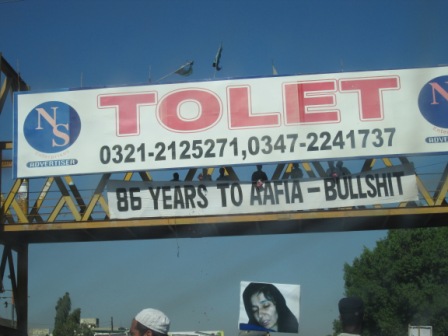 NS
ADVERTISER
TOLET
0321-2125271,0347-2241737
86 YEARS TO AAFIA - BULLSHIT